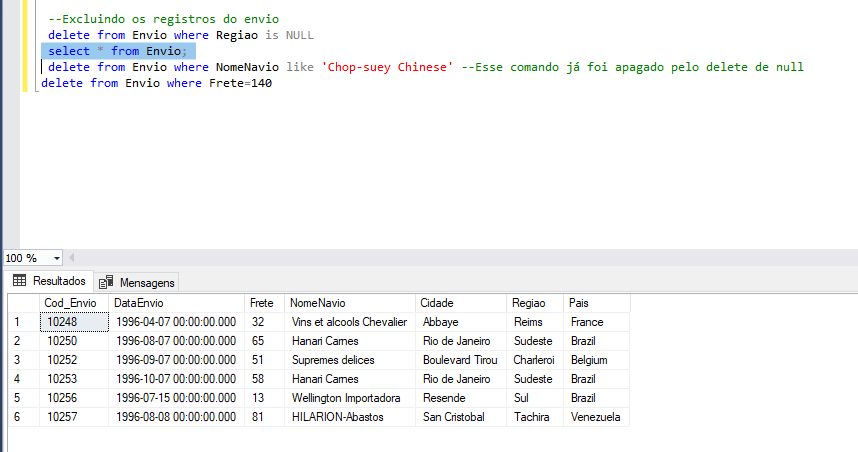 --Excluindo os registros do envio
delete from Envio where Regiao is NULL
select * from Envio;
delete from Envio where NomeNavio like 'Chop-suey Chinese' --Esse comando já foi apagado pelo delete de null
delete from Envio where Frete=140
100 %
Resultados Mensagens
Cod_Envio DataEnvio Frete NomeNavio Cidade Regiao Pais
1 10248 1996-04-07 00:00:00.000 32 Vins et alcools Chevalier Abbaye Reims France
2 10250 1996-08-07 00:00:00.000 65 Hanari Carnes Rio de Janeiro Sudeste Brazil
3 10252 1996-09-07 00:00:00.000 51 Supremes delices Boulevard Tirou Charleroi Belgium
4 10253 1996-10-07 00:00:00.000 58 Hanari Carnes Rio de Janeiro Sudeste Brazil
5 10256 1996-07-15 00:00:00.000 13 Wellington Importadora Resende Sul Brazil
6 10257 1996-08-08 00:00:00.000 81 HILARION-Abastos San Cristobal Tachira Venezuela